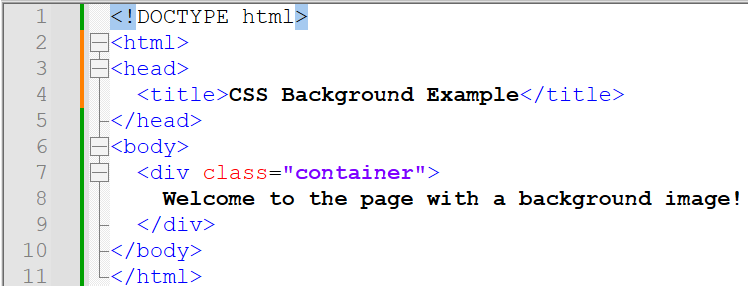 1 <!DOCTYPE html>
2 <html>
3 <head>
4   <title>CSS Background Example</title>
5 </head>
6 <body>
7   <div class="container">
8     Welcome to the page with a background image!
9   </div>
10 </body>
11 </html>